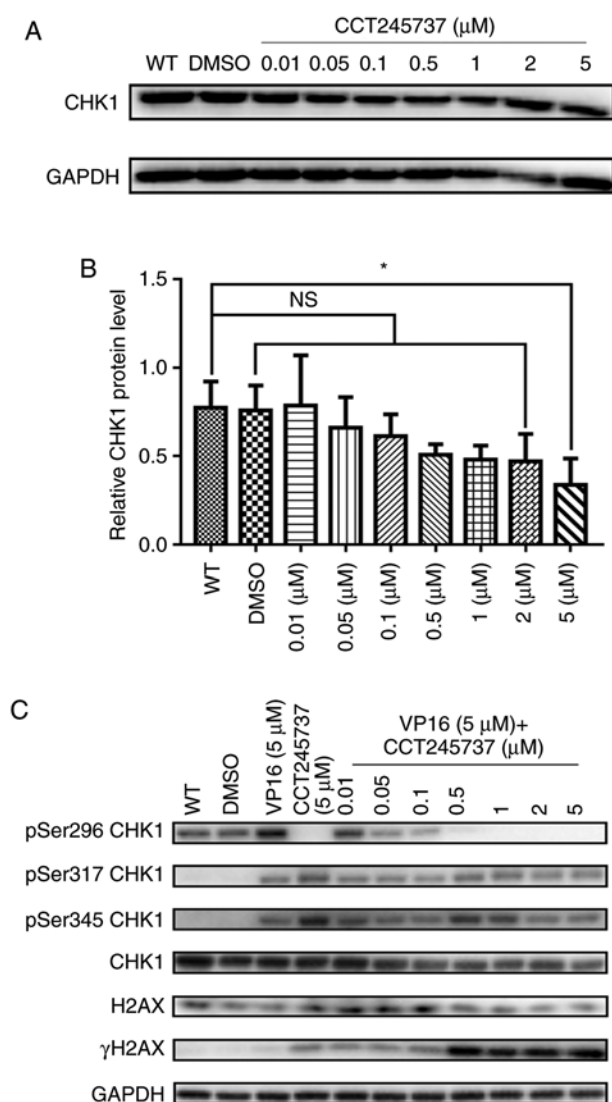 A
CCT245737 (μM)
WT DMSO 0.01 0.05 0.1 0.5 1 2 5
CHK1
GAPDH
B
Relative CHK1 protein level
1.5
1.0
0.5
0.0
*
NS
WT
DMSO
0.01 (μM)
0.05 (μM)
0.1 (μM)
0.5 (μM)
1 (μM)
2 (μM)
5 (μM)
C
VP16 (5 μM)+
CCT245737 (μM)
WT
DMSO
VP16 (5 μM)
CCT245737
(5 μM)
0.01
0.05
0.1
0.5
1
2
5
pSer296 CHK1
pSer317 CHK1
pSer345 CHK1
CHK1
H2AX
γH2AX
GAPDH